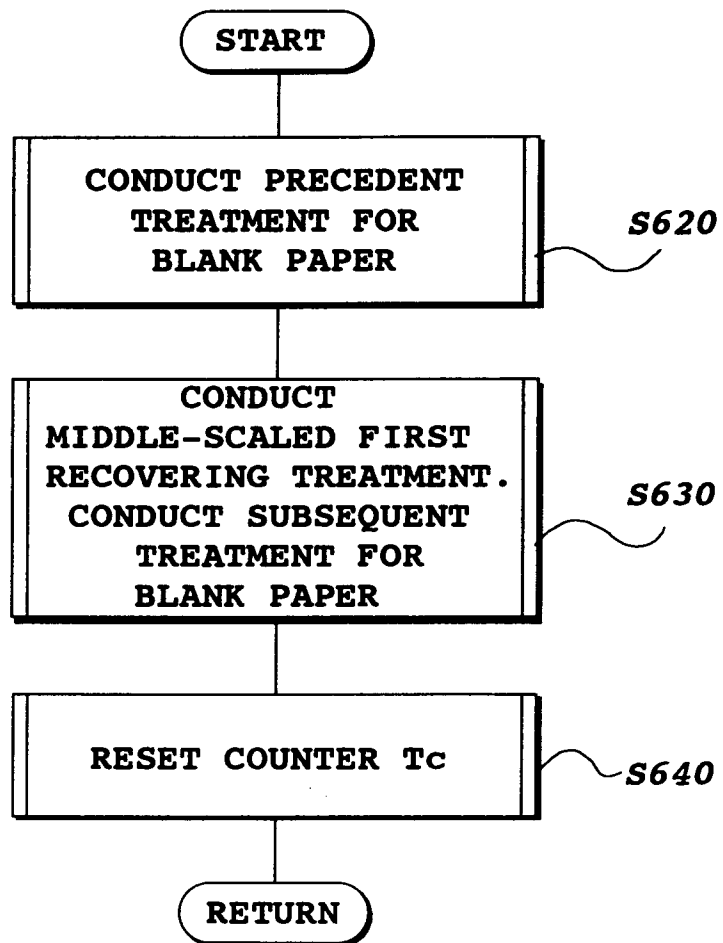 START
CONDUCT PRECEDENT
TREATMENT FOR
BLANK PAPER
S620
CONDUCT
MIDDLE-SCALED FIRST
RECOVERING TREATMENT.
CONDUCT SUBSEQUENT
TREATMENT FOR
BLANK PAPER
S630
RESET COUNTER Tc
S640
RETURN